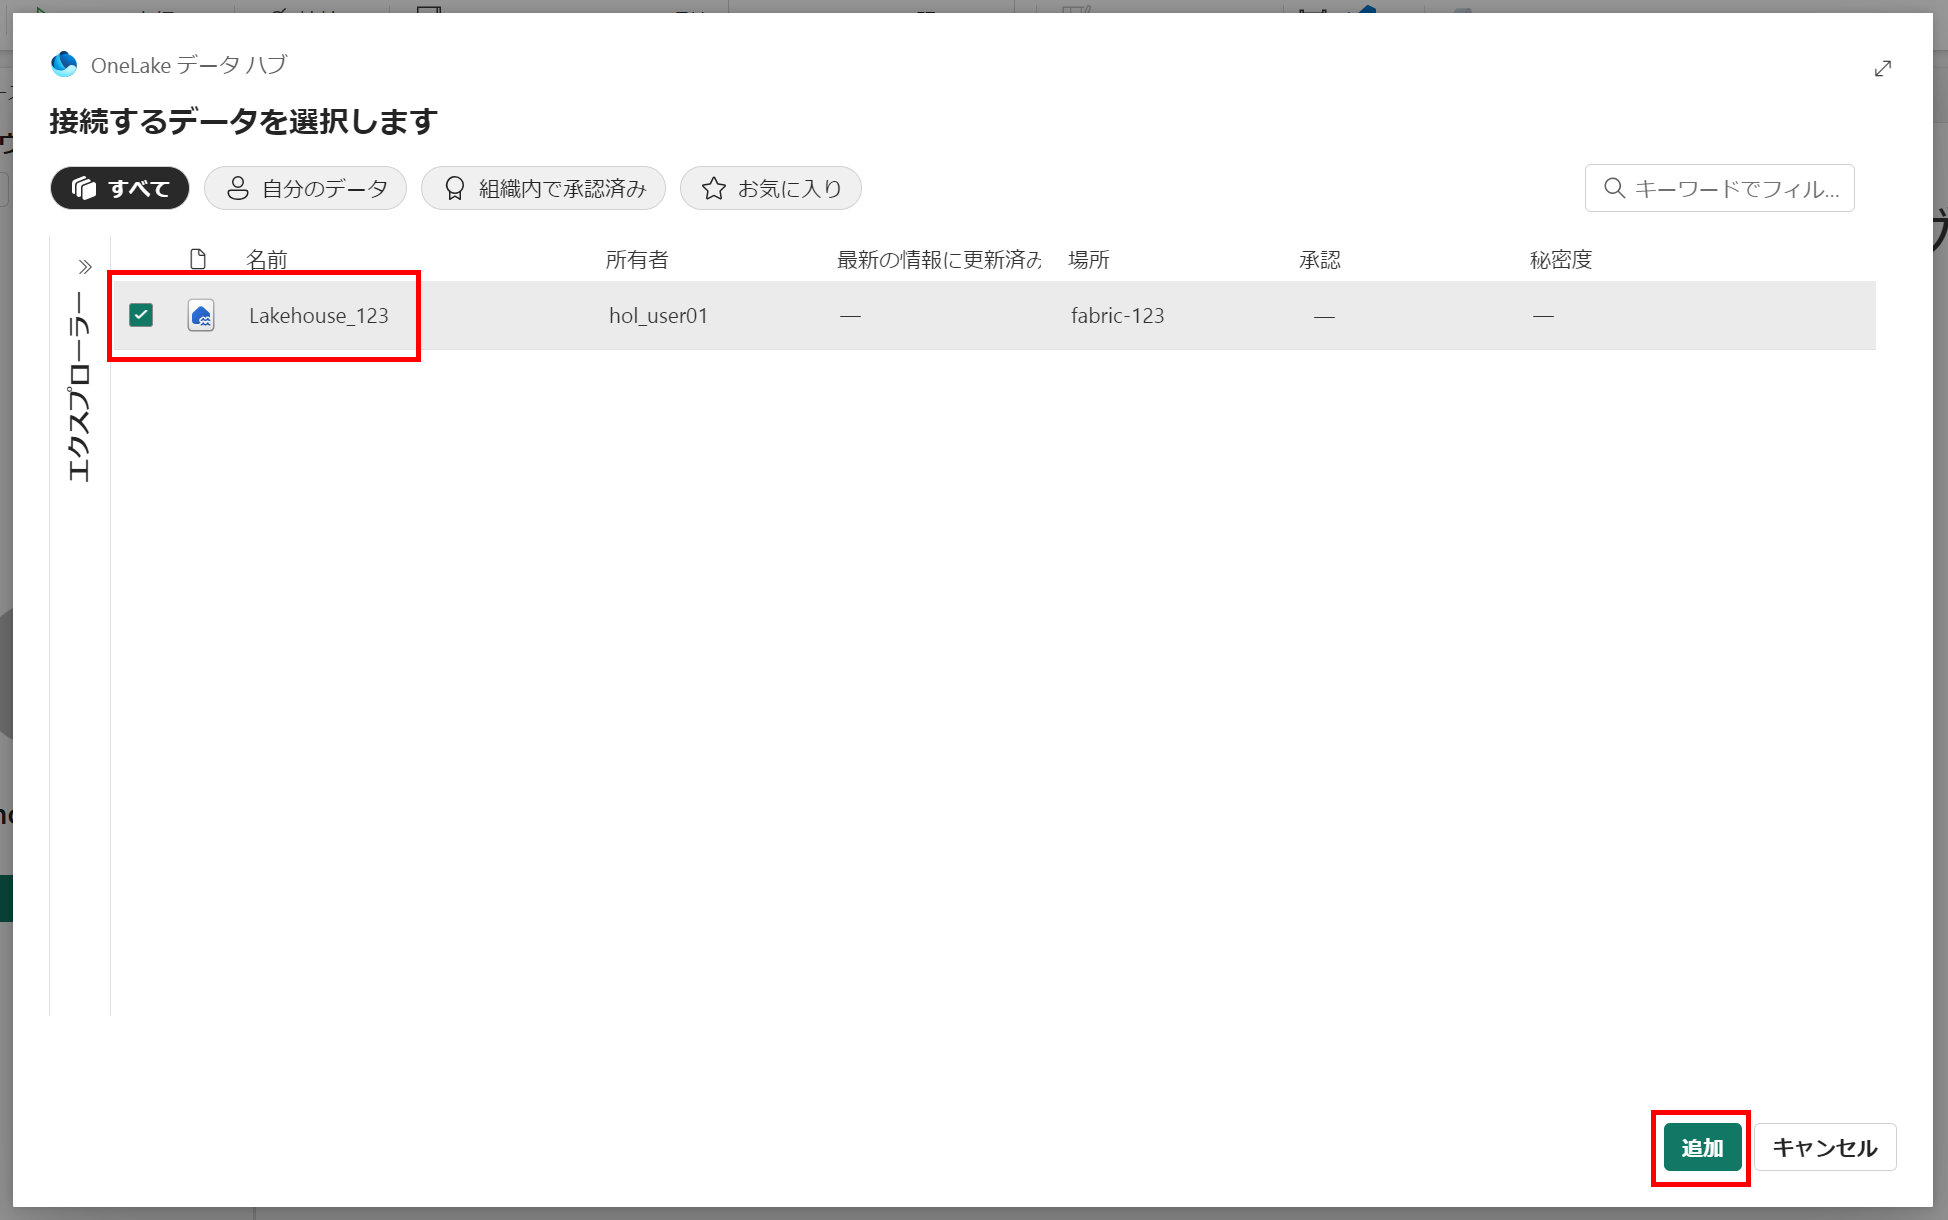 OneLake データ ハブ
接続するデータを選択します
すべて
自分のデータ
組織内で承認済み
お気に入り
キーワードでフィル...
エクスプローラー
名前
所有者
最新の情報に更新済み
場所
承認
秘密度
Lakehouse_123
hol_user01
—
fabric-123
—
—
追加
キャンセル